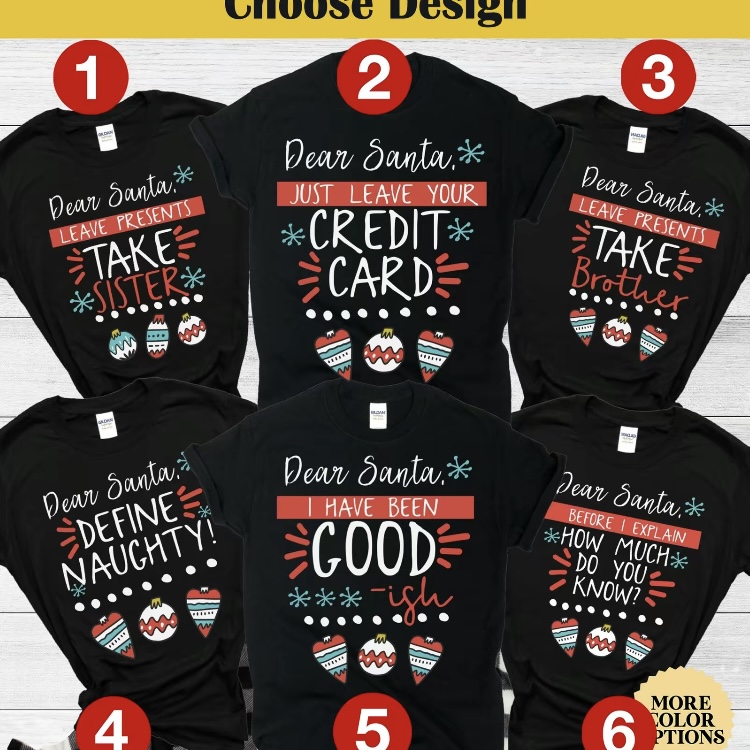 Choose Design
1
2
3
Dear Santa,
LEAVE PRESENTS
TAKE
SISTER
Dear Santa,
JUST LEAVE YOUR
CREDIT
CARD
Dear Santa,
LEAVE PRESENTS
TAKE
Brother
Dear Santa,
DEFINE
NAUGHTY!
Dear Santa,
I HAVE BEEN
GOOD
-ish
Dear Santa,
BEFORE I EXPLAIN
HOW MUCH
DO YOU
KNOW?
4
5
6
MORE
COLOR
OPTIONS